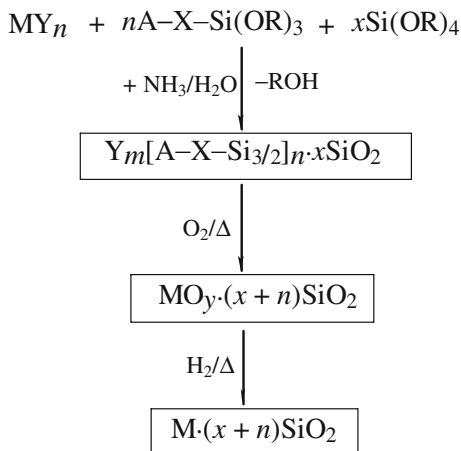 MYn + nA–X–Si(OR)3 + xSi(OR)4
+ NH3/H2O –ROH
Ym[A–X–Si3/2]n·xSiO2
O2/Δ
MOy·(x + n)SiO2
H2/Δ
M·(x + n)SiO2